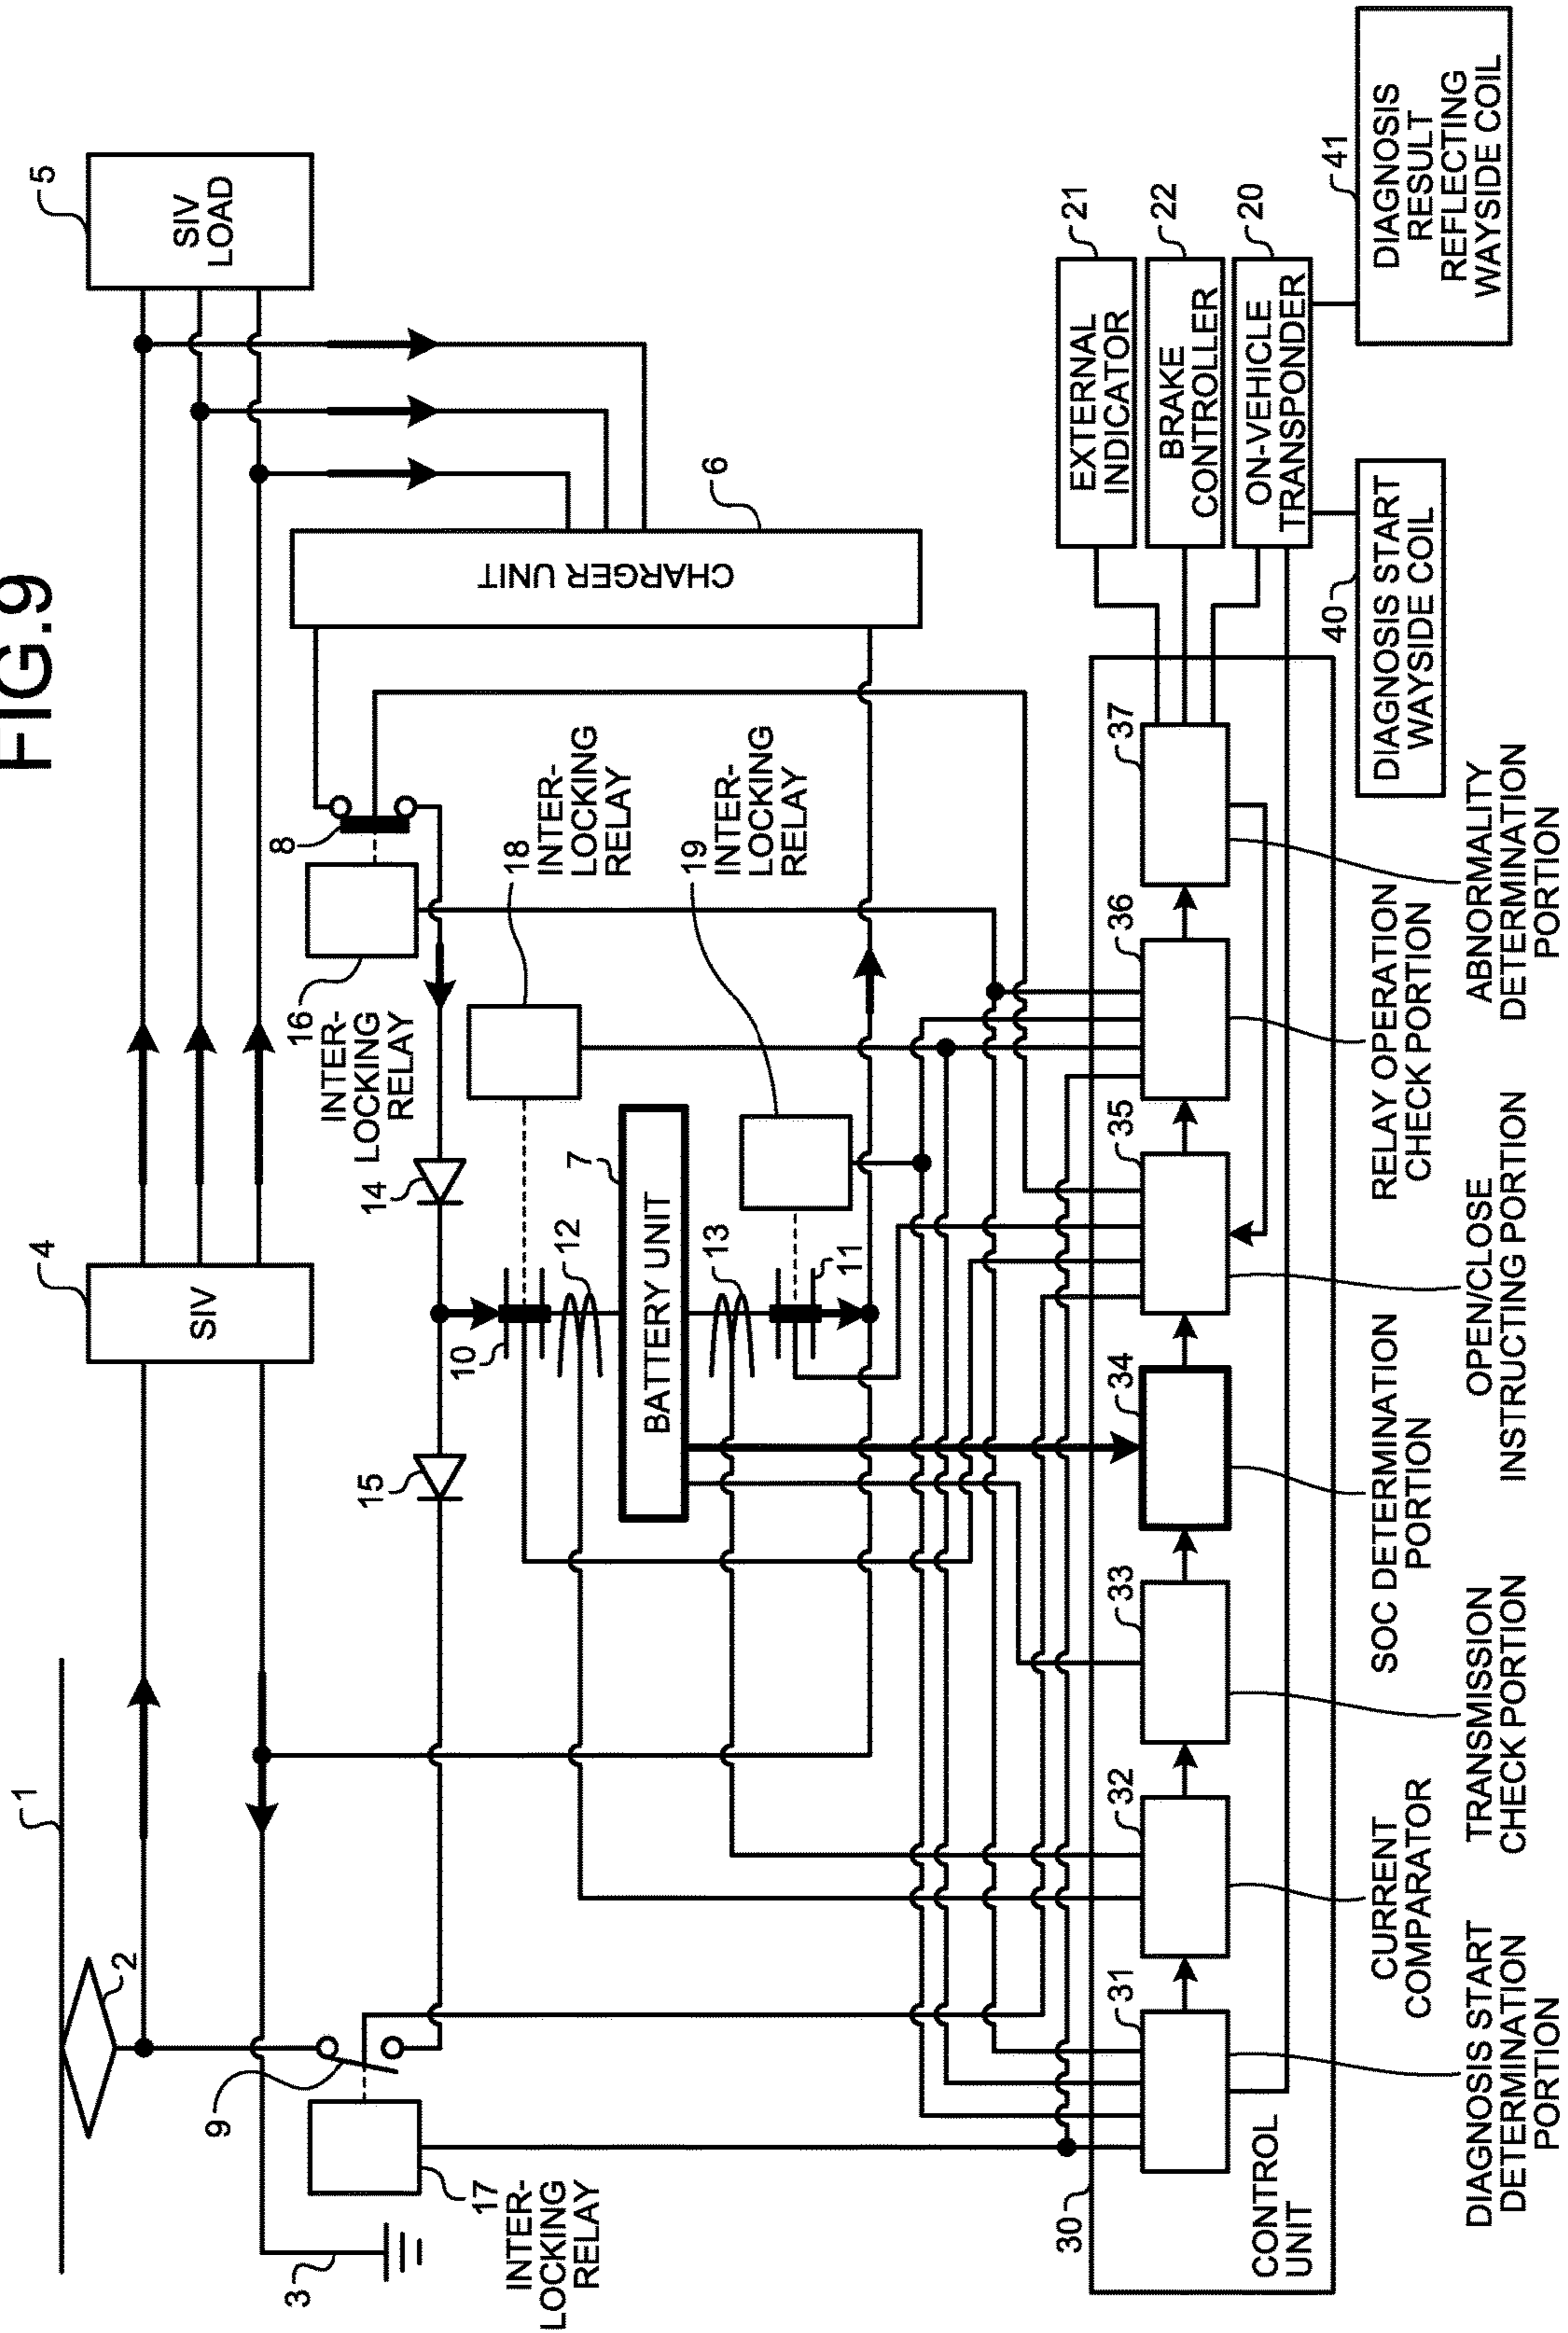 FIG.9
1
2
3
4
SIV
5
SIV
LOAD
6
CHARGER UNIT
8
16
INTER-
LOCKING
RELAY
9
17
INTER-
LOCKING
RELAY
14
15
18
INTER-
LOCKING
RELAY
10
12
7
BATTERY UNIT
13
11
19
INTER-
LOCKING
RELAY
21
EXTERNAL
INDICATOR
22
BRAKE
CONTROLLER
20
ON-VEHICLE
TRANSPONDER
41
DIAGNOSIS
RESULT
REFLECTING
WAYSIDE COIL
40
DIAGNOSIS START
WAYSIDE COIL
30
CONTROL
UNIT
31
32
33
34
35
36
37
DIAGNOSIS START
DETERMINATION
PORTION
CURRENT
COMPARATOR
TRANSMISSION
CHECK PORTION
SOC DETERMINATION
PORTION
OPEN/CLOSE
INSTRUCTING PORTION
RELAY OPERATION
CHECK PORTION
ABNORMALITY
DETERMINATION
PORTION